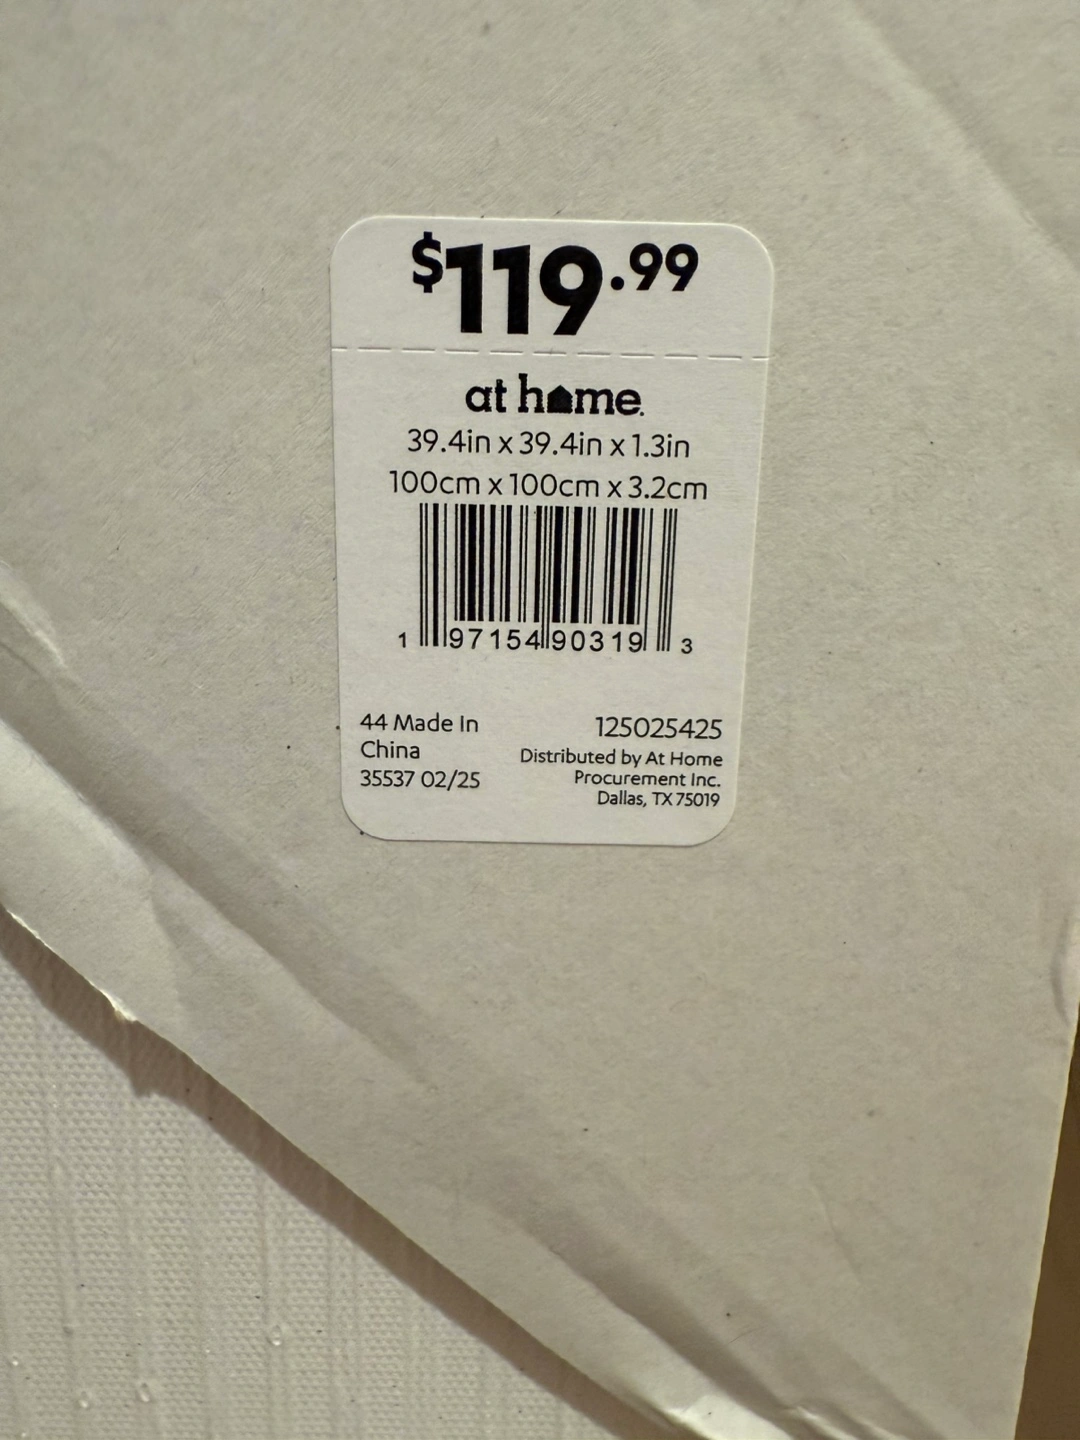 $119.99
at home.
39.4in x 39.4in x 1.3in
100cm x 100cm x 3.2cm
1 97154 90319 3
44 Made In
China
35537 02/25
125025425
Distributed by At Home
Procurement Inc.
Dallas, TX 75019